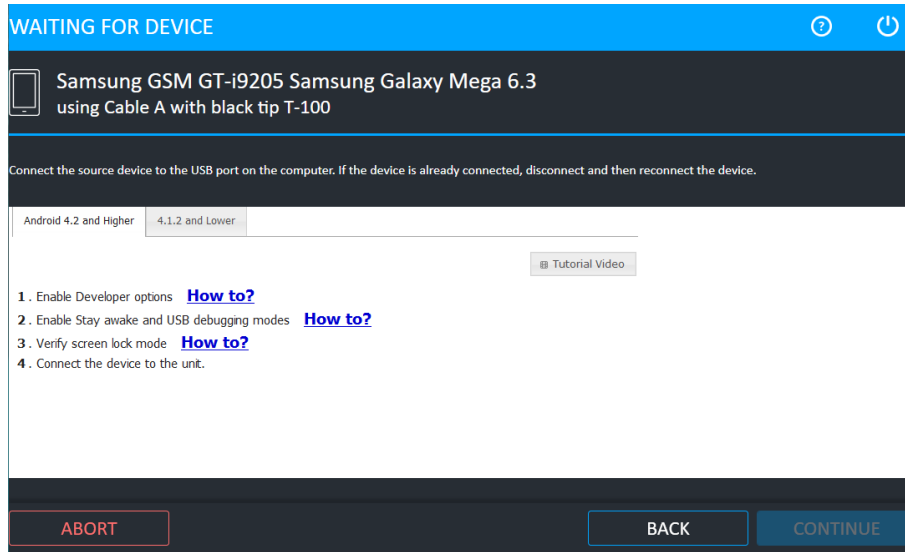 WAITING FOR DEVICE
Samsung GSM GT-i9205 Samsung Galaxy Mega 6.3
using Cable A with black tip T-100
Connect the source device to the USB port on the computer. If the device is already connected, disconnect and then reconnect the device.
Android 4.2 and Higher 4.1.2 and Lower
Tutorial Video
1. Enable Developer options How to?
2. Enable Stay awake and USB debugging modes How to?
3. Verify screen lock mode How to?
4. Connect the device to the unit.
ABORT BACK CONTINUE